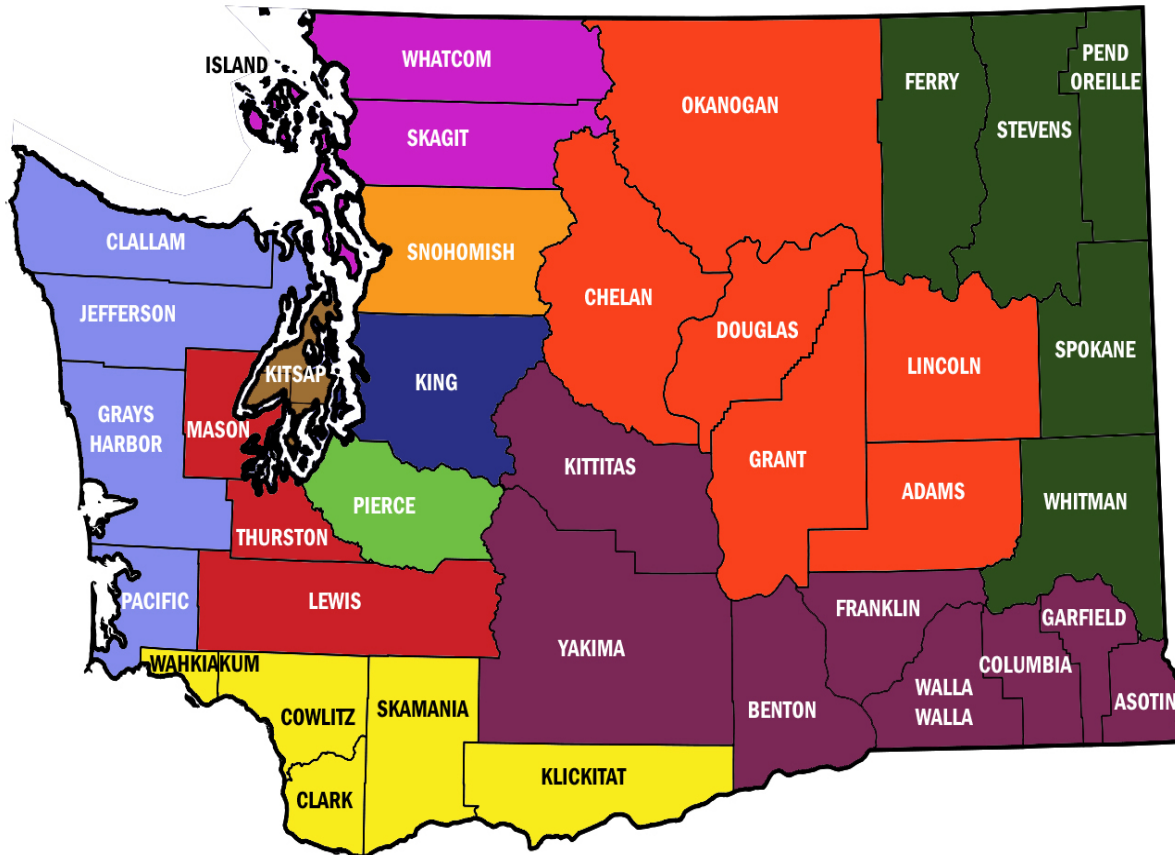 ISLAND
WHATCOM
SKAGIT
OKANOGAN
FERRY
STEVENS
PEND
OREILLE
CLALLAM
SNOHOMISH
JEFFERSON
CHELAN
DOUGLAS
LINCOLN
SPOKANE
KITSAP
KING
GRAYS
HARBOR
MASON
KITTITAS
GRANT
ADAMS
WHITMAN
PIERCE
THURSTON
PACIFIC
LEWIS
YAKIMA
FRANKLIN
GARFIELD
WAHKIAKUM
COLUMBIA
COWLITZ
SKAMANIA
BENTON
WALLA
WALLA
ASOTIN
KLICKITAT
CLARK